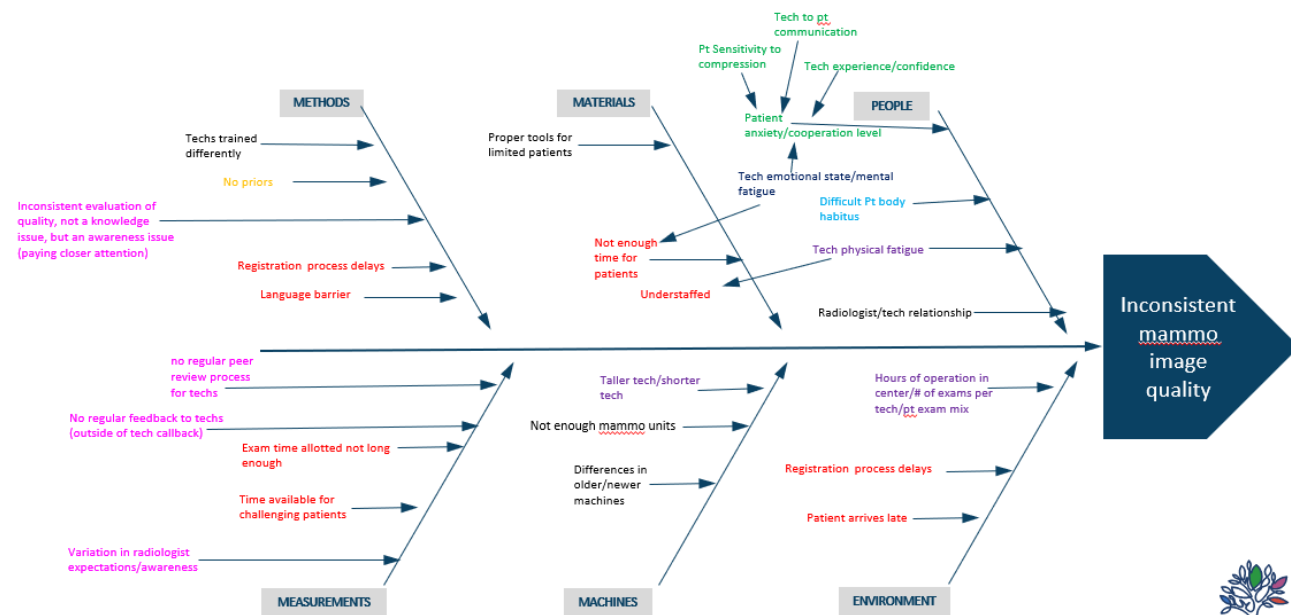 Tech to pt
communication
Pt Sensitivity to
compression
Tech experience/confidence
METHODS
MATERIALS
PEOPLE
Patient
anxiety/cooperation level
Techs trained
differently
Proper tools for
limited patients
No priors
Tech emotional state/mental
fatigue
Difficult Pt body
habitus
Inconsistent evaluation of
quality, not a knowledge
issue, but an awareness issue
(paying closer attention)
Not enough
time for
patients
Tech physical fatigue
Registration process delays
Language barrier
Understaffed
Radiologist/tech relationship
Inconsistent
mammo
image
quality
no regular peer
review process
for techs
Taller tech/shorter
tech
Hours of operation in
center/# of exams per
tech/pt exam mix
No regular feedback to techs
(outside of tech callback)
Not enough mammo units
Exam time allotted not long
enough
Differences in
older/newer
machines
Registration  process delays
Time available for
challenging patients
Patient arrives late
Variation in radiologist
expectations/awareness
MEASUREMENTS
MACHINES
ENVIRONMENT